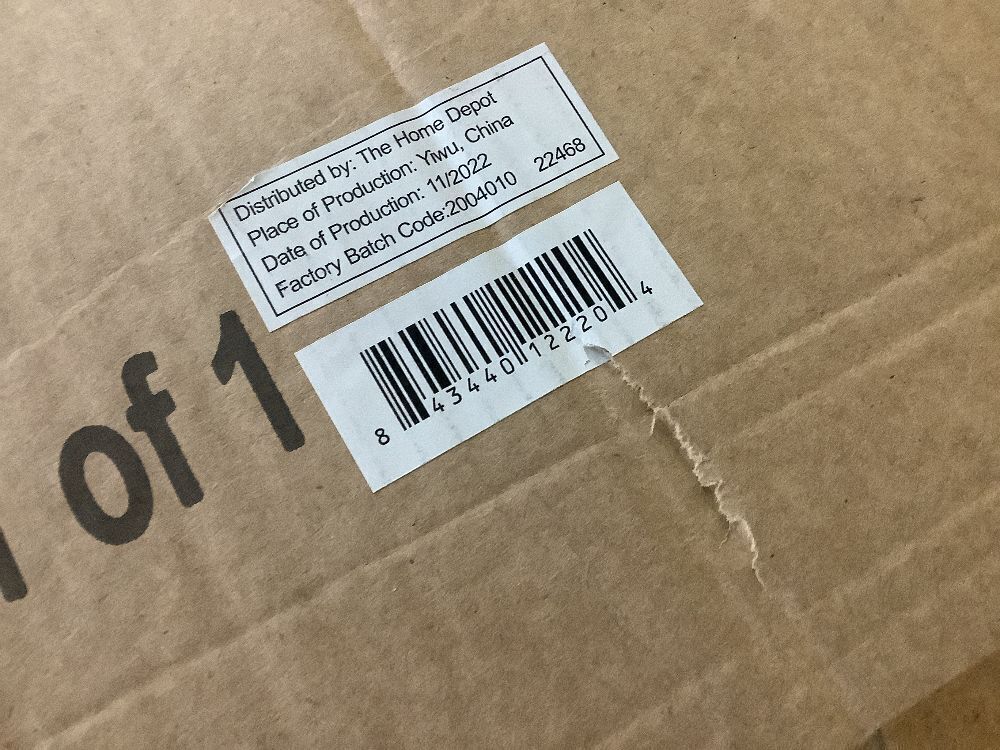 Distributed by: The Home Depot
Place of Production: Yiwu, China
Date of Production: 11/2022
Factory Batch Code:2004010 22468
8 43440 12220 4
of 1